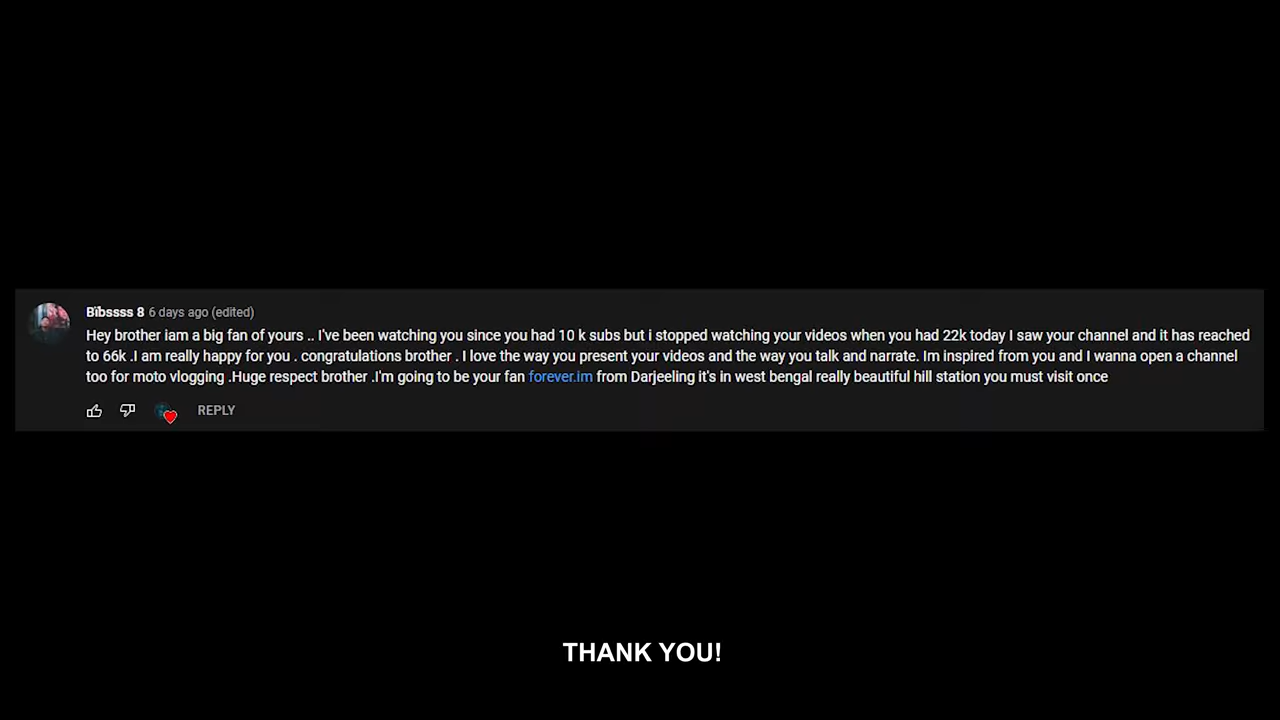 Bïbssss 8 6 days ago (edited)
Hey brother iam a big fan of yours .. I've been watching you since you had 10 k subs but i stopped watching your videos when you had 22k today I saw your channel and it has reached
to 66k .I am really happy for you . congratulations brother . I love the way you present your videos and the way you talk and narrate. Im inspired from you and I wanna open a channel
too for moto vlogging .Huge respect brother .I'm going to be your fan forever.im from Darjeeling it's in west bengal really beautiful hill station you must visit once
REPLY
THANK YOU!